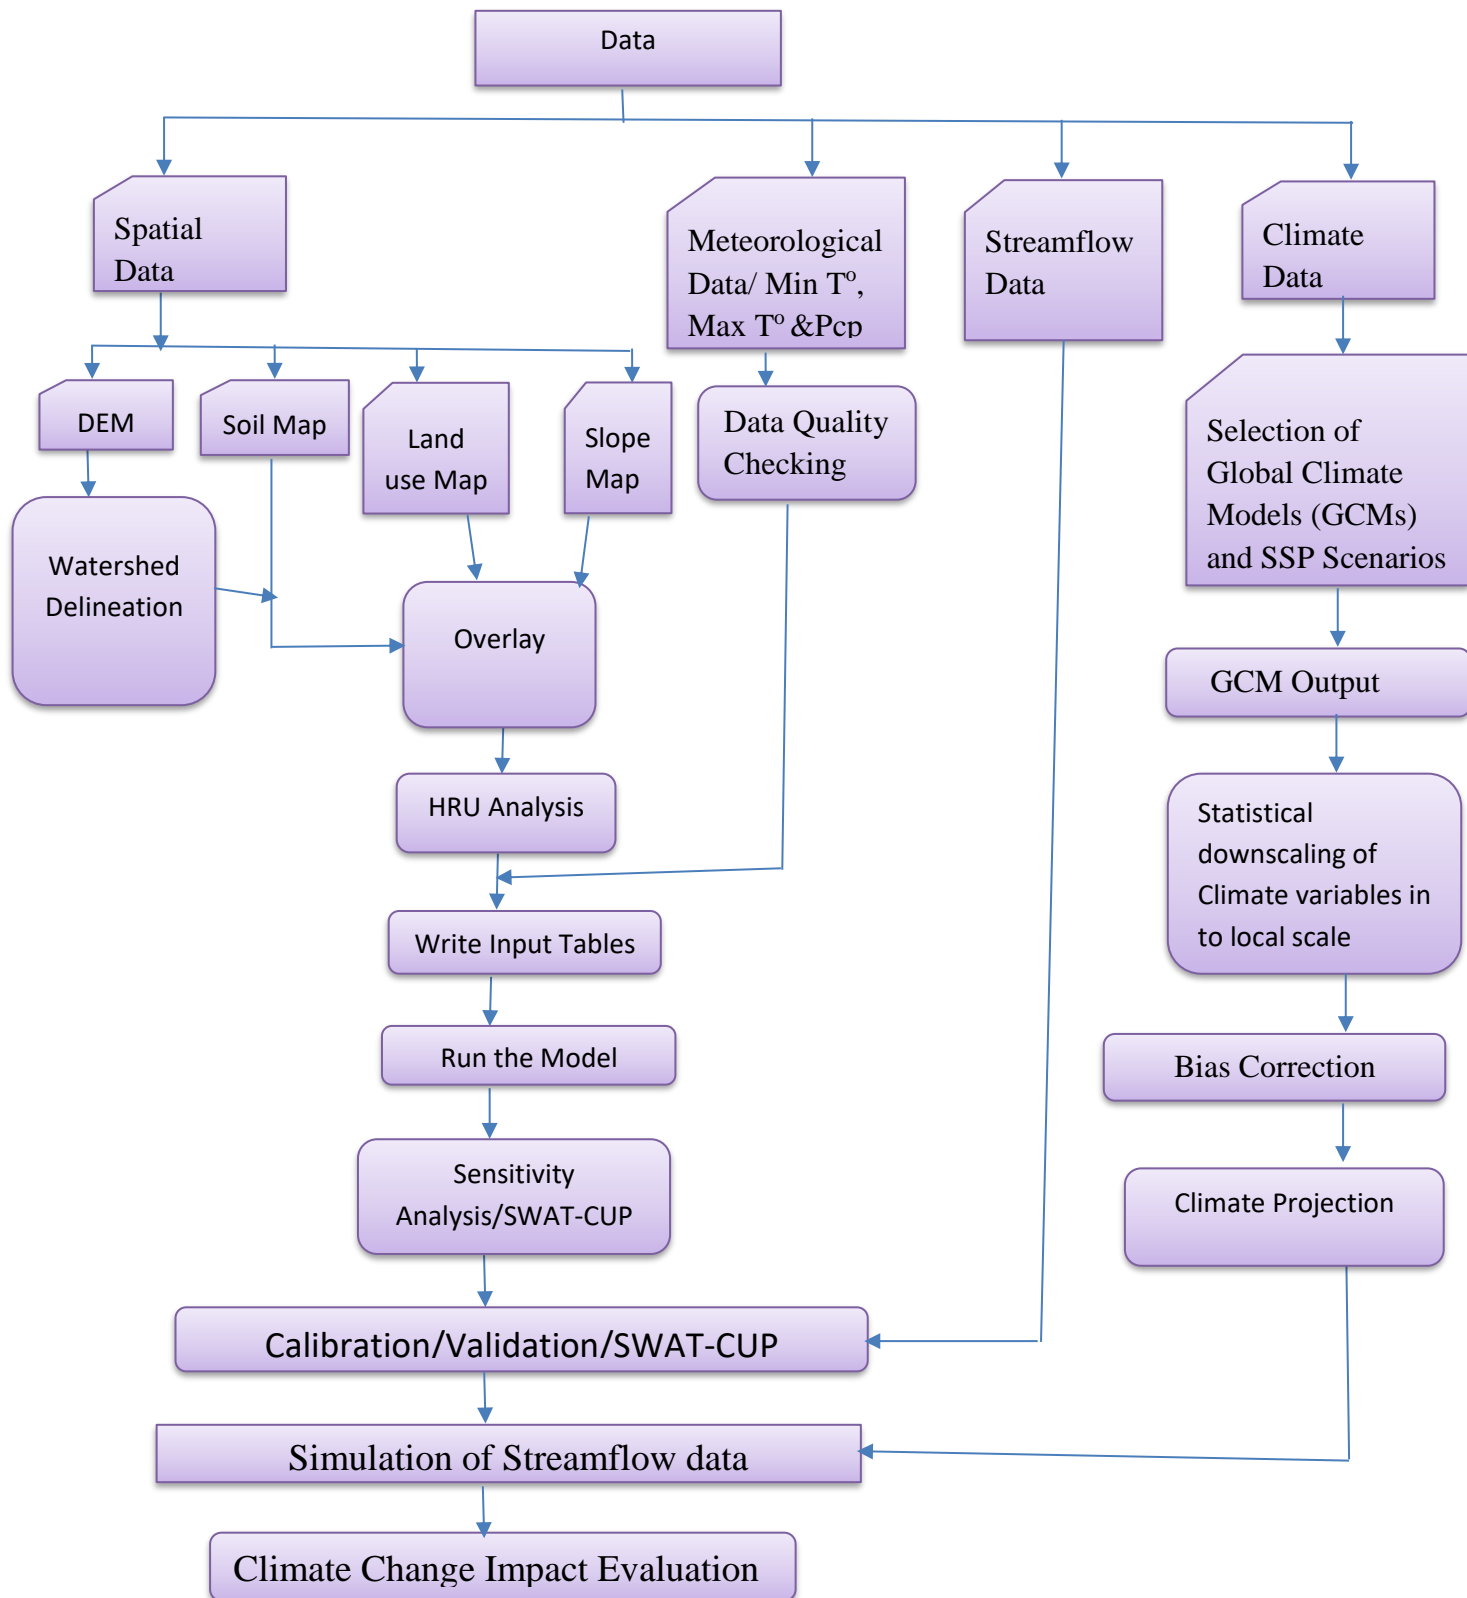 Data
Spatial
Data
Meteorological
Data/ Min Tº,
Max Tº &Pcp
Streamflow
Data
Climate
Data
DEM
Soil Map
Land
use Map
Slope
Map
Data Quality
Checking
Selection of
Global Climate
Models (GCMs)
and SSP Scenarios
Watershed
Delineation
Overlay
GCM Output
HRU Analysis
Statistical
downscaling of
Climate variables in
to local scale
Write Input Tables
Run the Model
Bias Correction
Sensitivity
Analysis/SWAT-CUP
Climate Projection
Calibration/Validation/SWAT-CUP
Simulation of Streamflow data
Climate Change Impact Evaluation